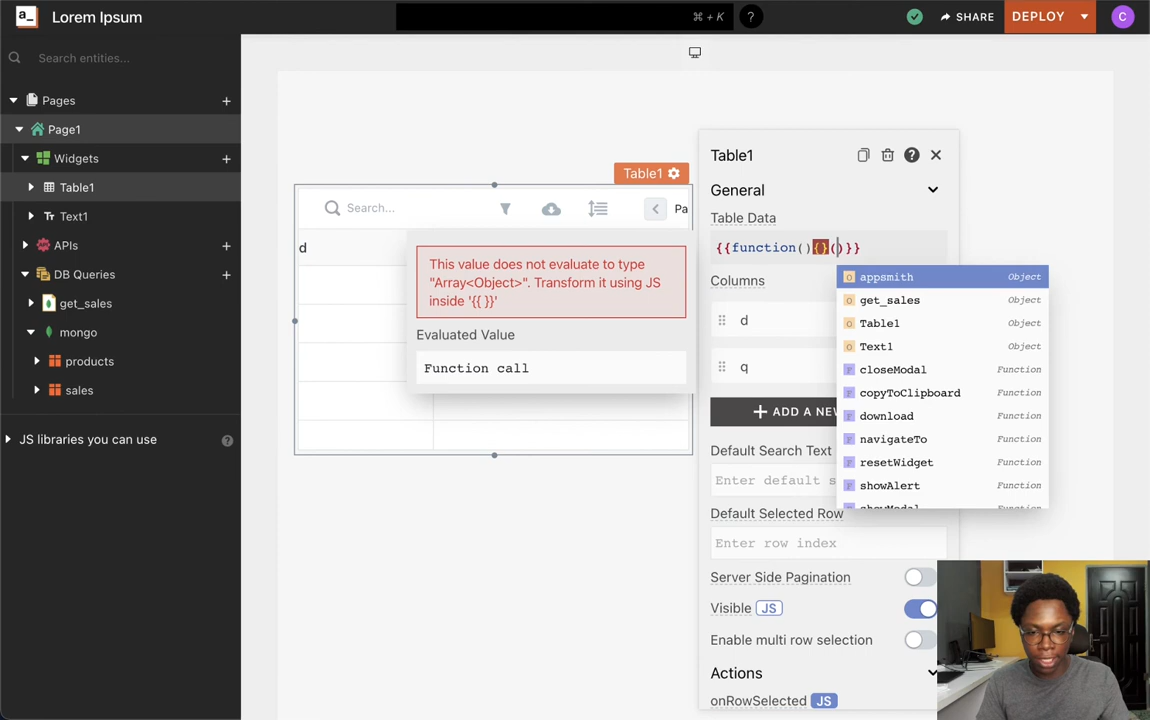 a_
Lorem Ipsum
⌘ + K
?
SHARE
DEPLOY
C
Search entities...
Pages
Page1
Widgets
Table1
Text1
APIs
DB Queries
get_sales
mongo
products
sales
JS libraries you can use
?
Table1
Search...
Pa
d
This value does not evaluate to type
"Array<Object>". Transform it using JS
inside '{{ }}'
Evaluated Value
Function call
Table1
?
General
Table Data
{{function(){}()}}
Columns
d
q
ADD A NEW
Default Search Text
Enter default s
Default Selected Row
Enter row index
Server Side Pagination
Visible JS
Enable multi row selection
Actions
onRowSelected JS
appsmith Object
get_sales Object
Table1 Object
Text1 Object
closeModal Function
copyToClipboard Function
download Function
navigateTo Function
resetWidget Function
showAlert Function
showModal Function